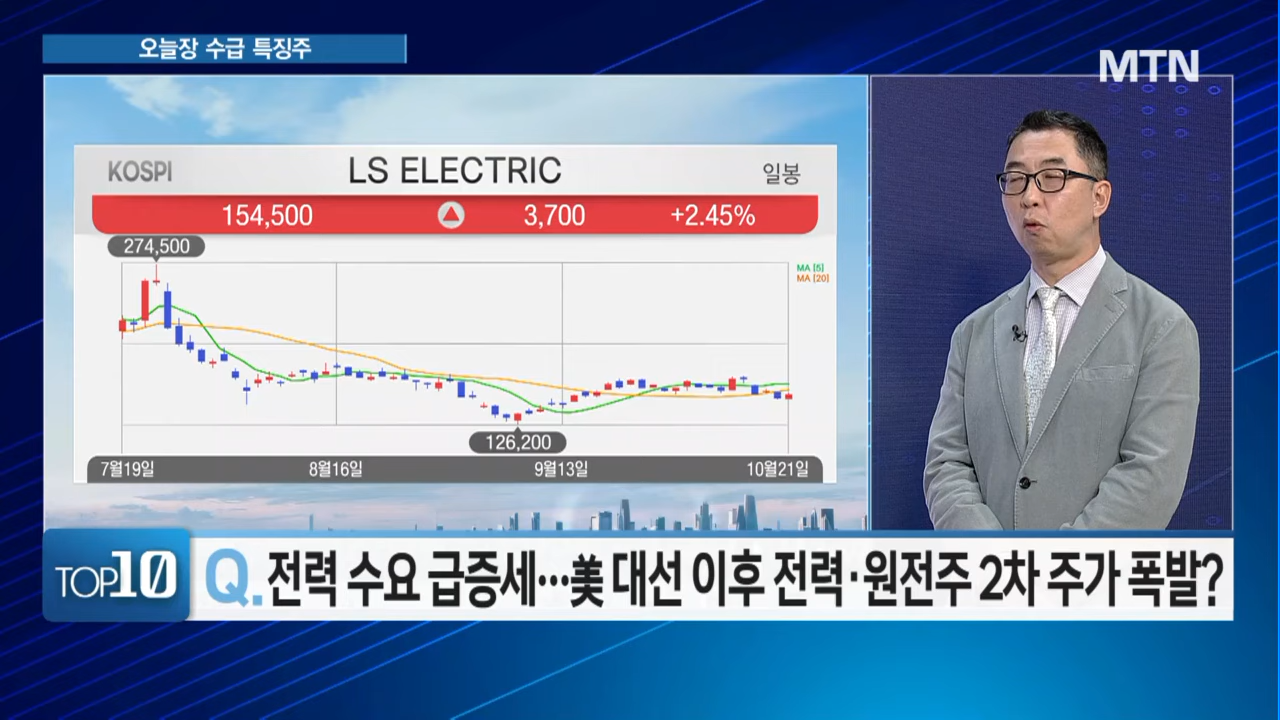 오늘장 수급 특징주
MTN
KOSPI
LS ELECTRIC
일봉
154,500 3,700 +2.45%
274,500
MA [5]
MA [20]
126,200
7월19일 8월16일 9월13일 10월21일
TOP10
Q. 전력 수요 급증세…美 대선 이후 전력·원전주 2차 주가 폭발?